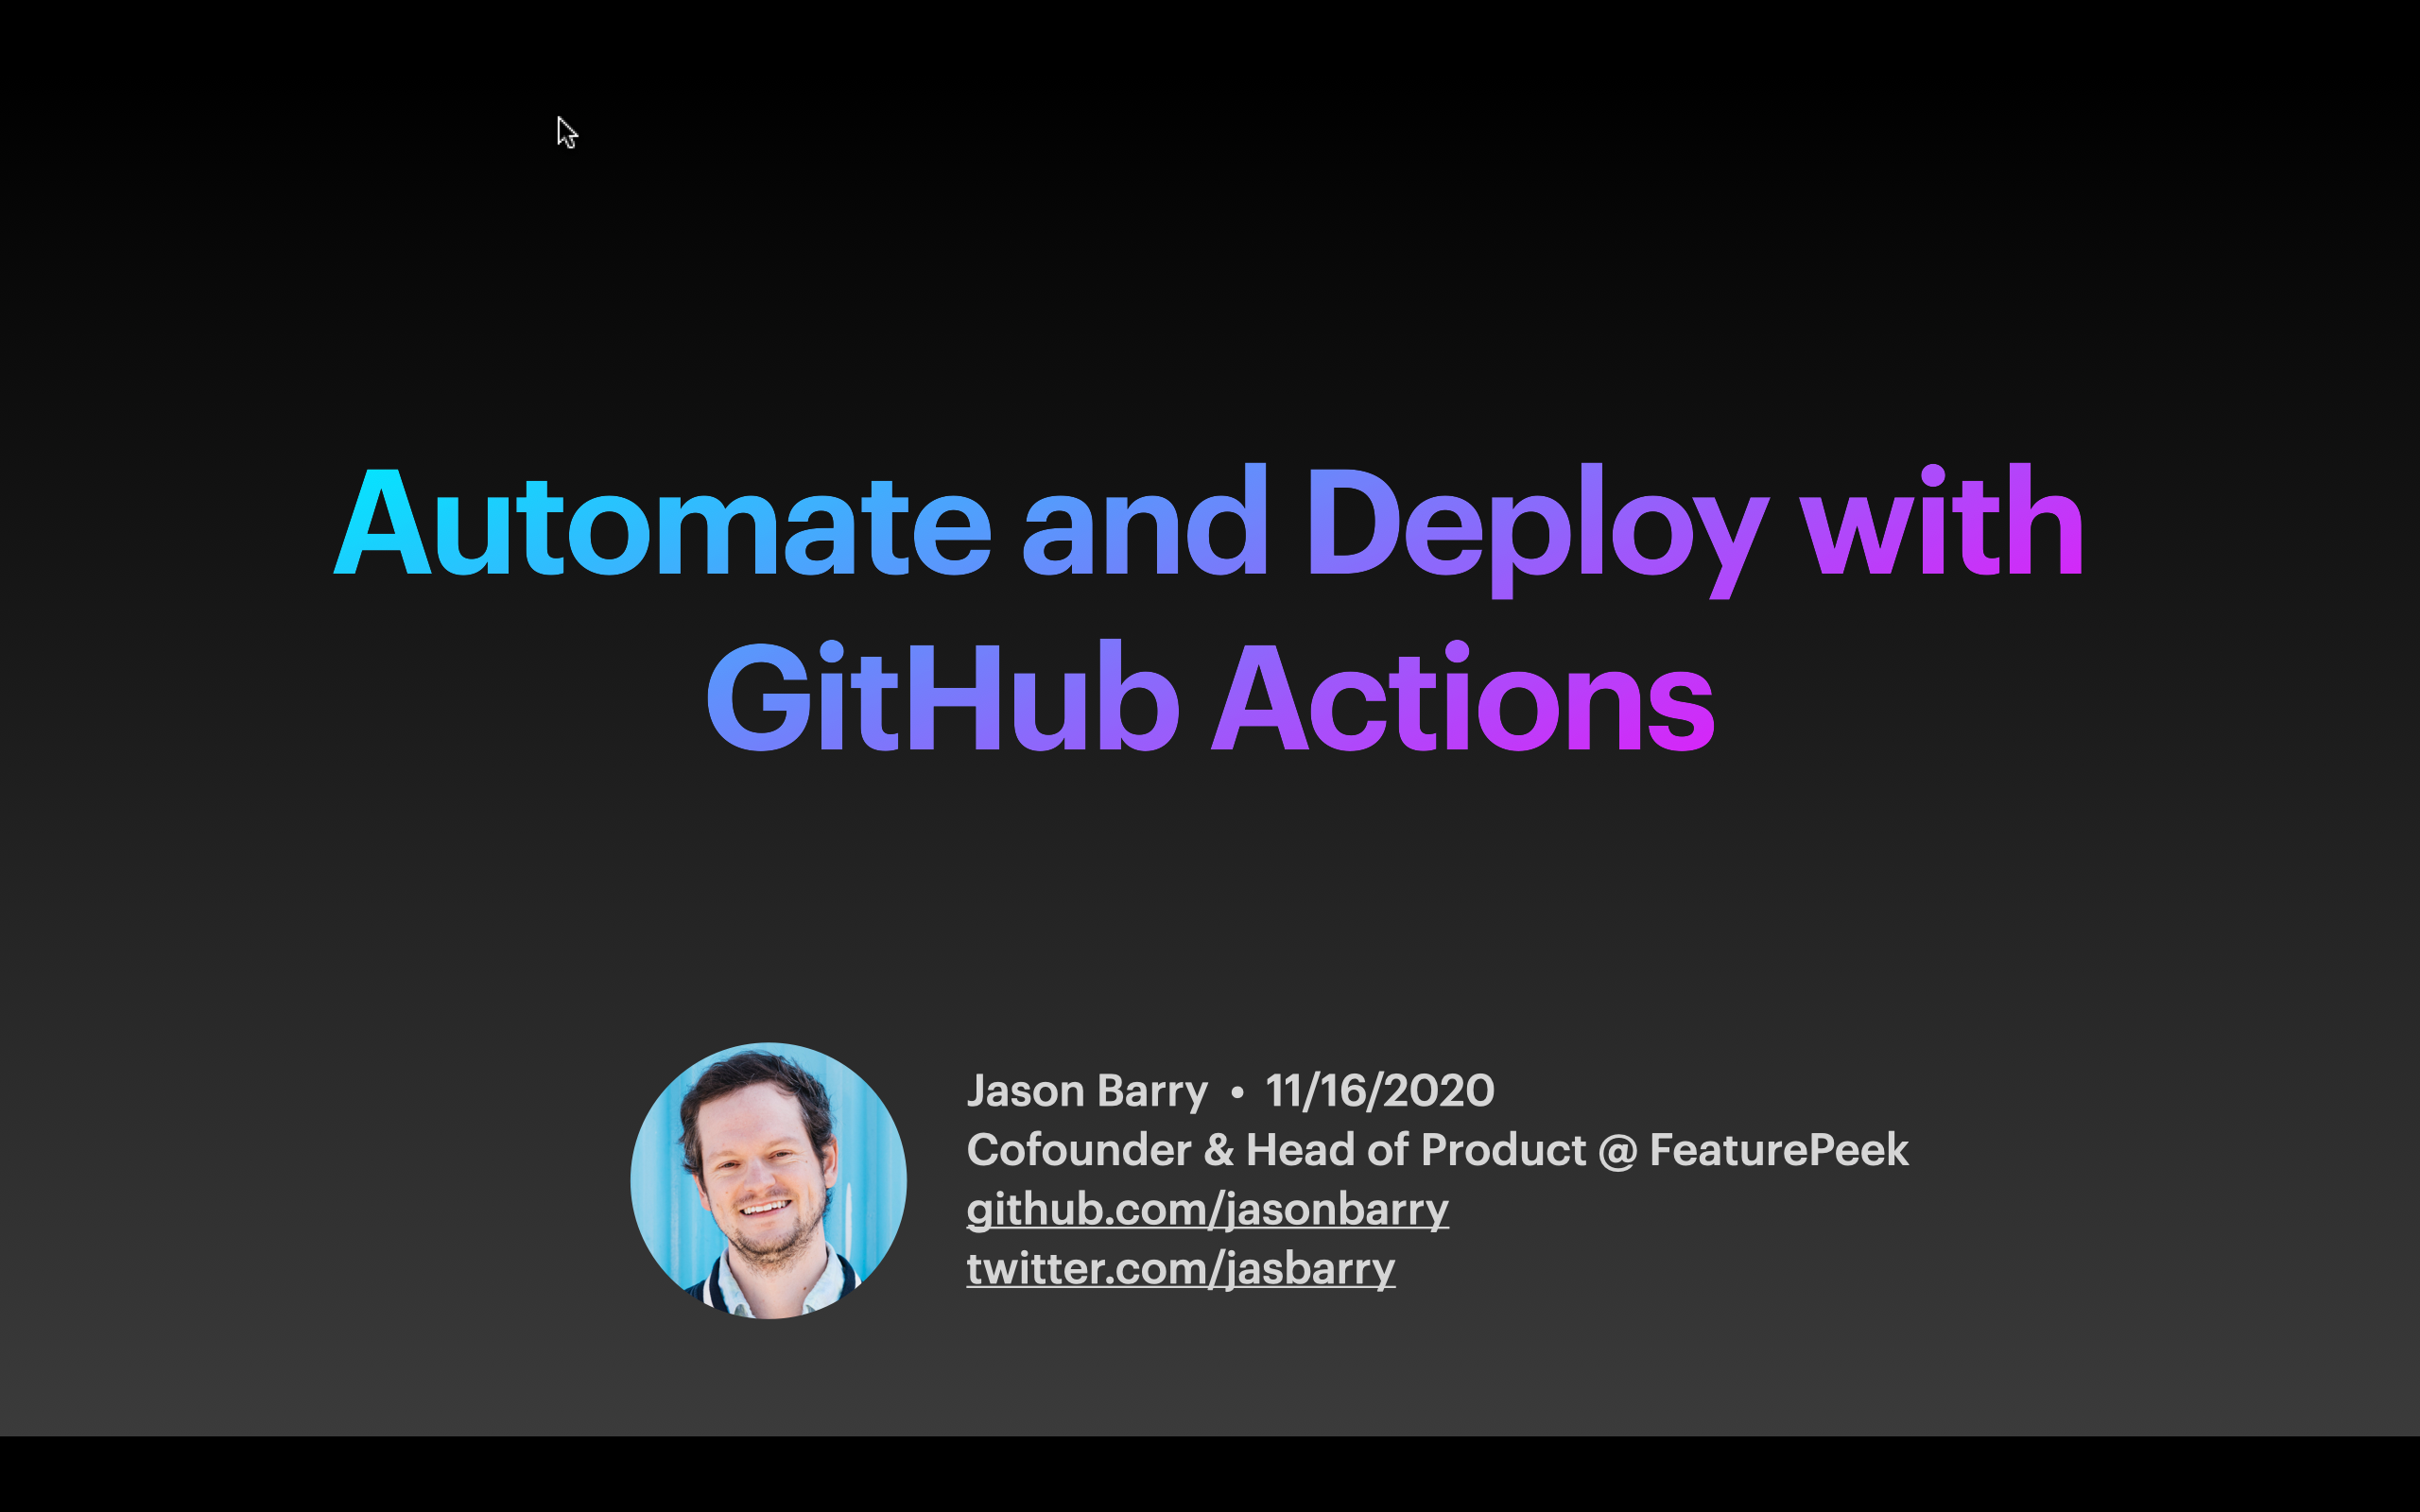 Automate and Deploy with
GitHub Actions
Jason Barry • 11/16/2020
Cofounder & Head of Product @ FeaturePeek
github.com/jasonbarry
twitter.com/jasbarry